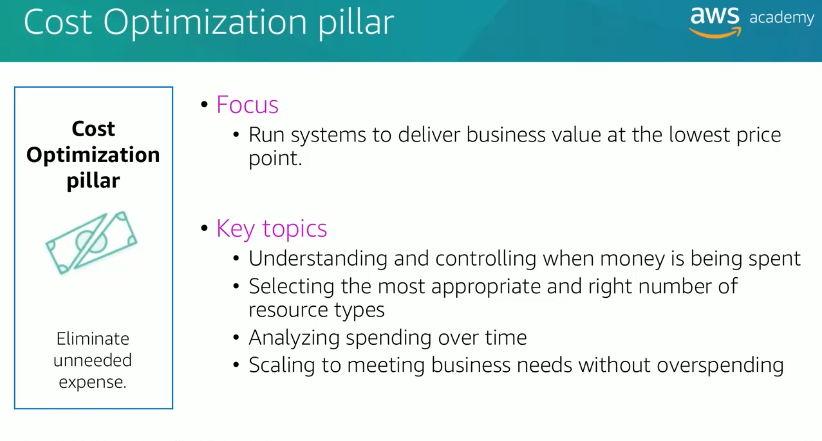 Cost Optimization pillar
aws academy
Cost
Optimization
pillar
Eliminate
unneeded
expense.
• Focus
• Run systems to deliver business value at the lowest price
point.
• Key topics
• Understanding and controlling when money is being spent
• Selecting the most appropriate and right number of
resource types
• Analyzing spending over time
• Scaling to meeting business needs without overspending